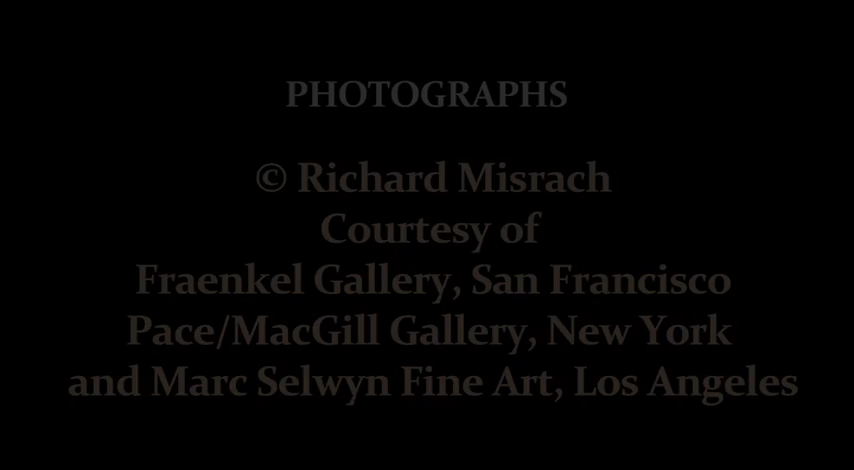 PHOTOGRAPHS
© Richard Misrach
Courtesy of
Fraenkel Gallery, San Francisco
Pace/MacGill Gallery, New York
and Marc Selwyn Fine Art, Los Angeles